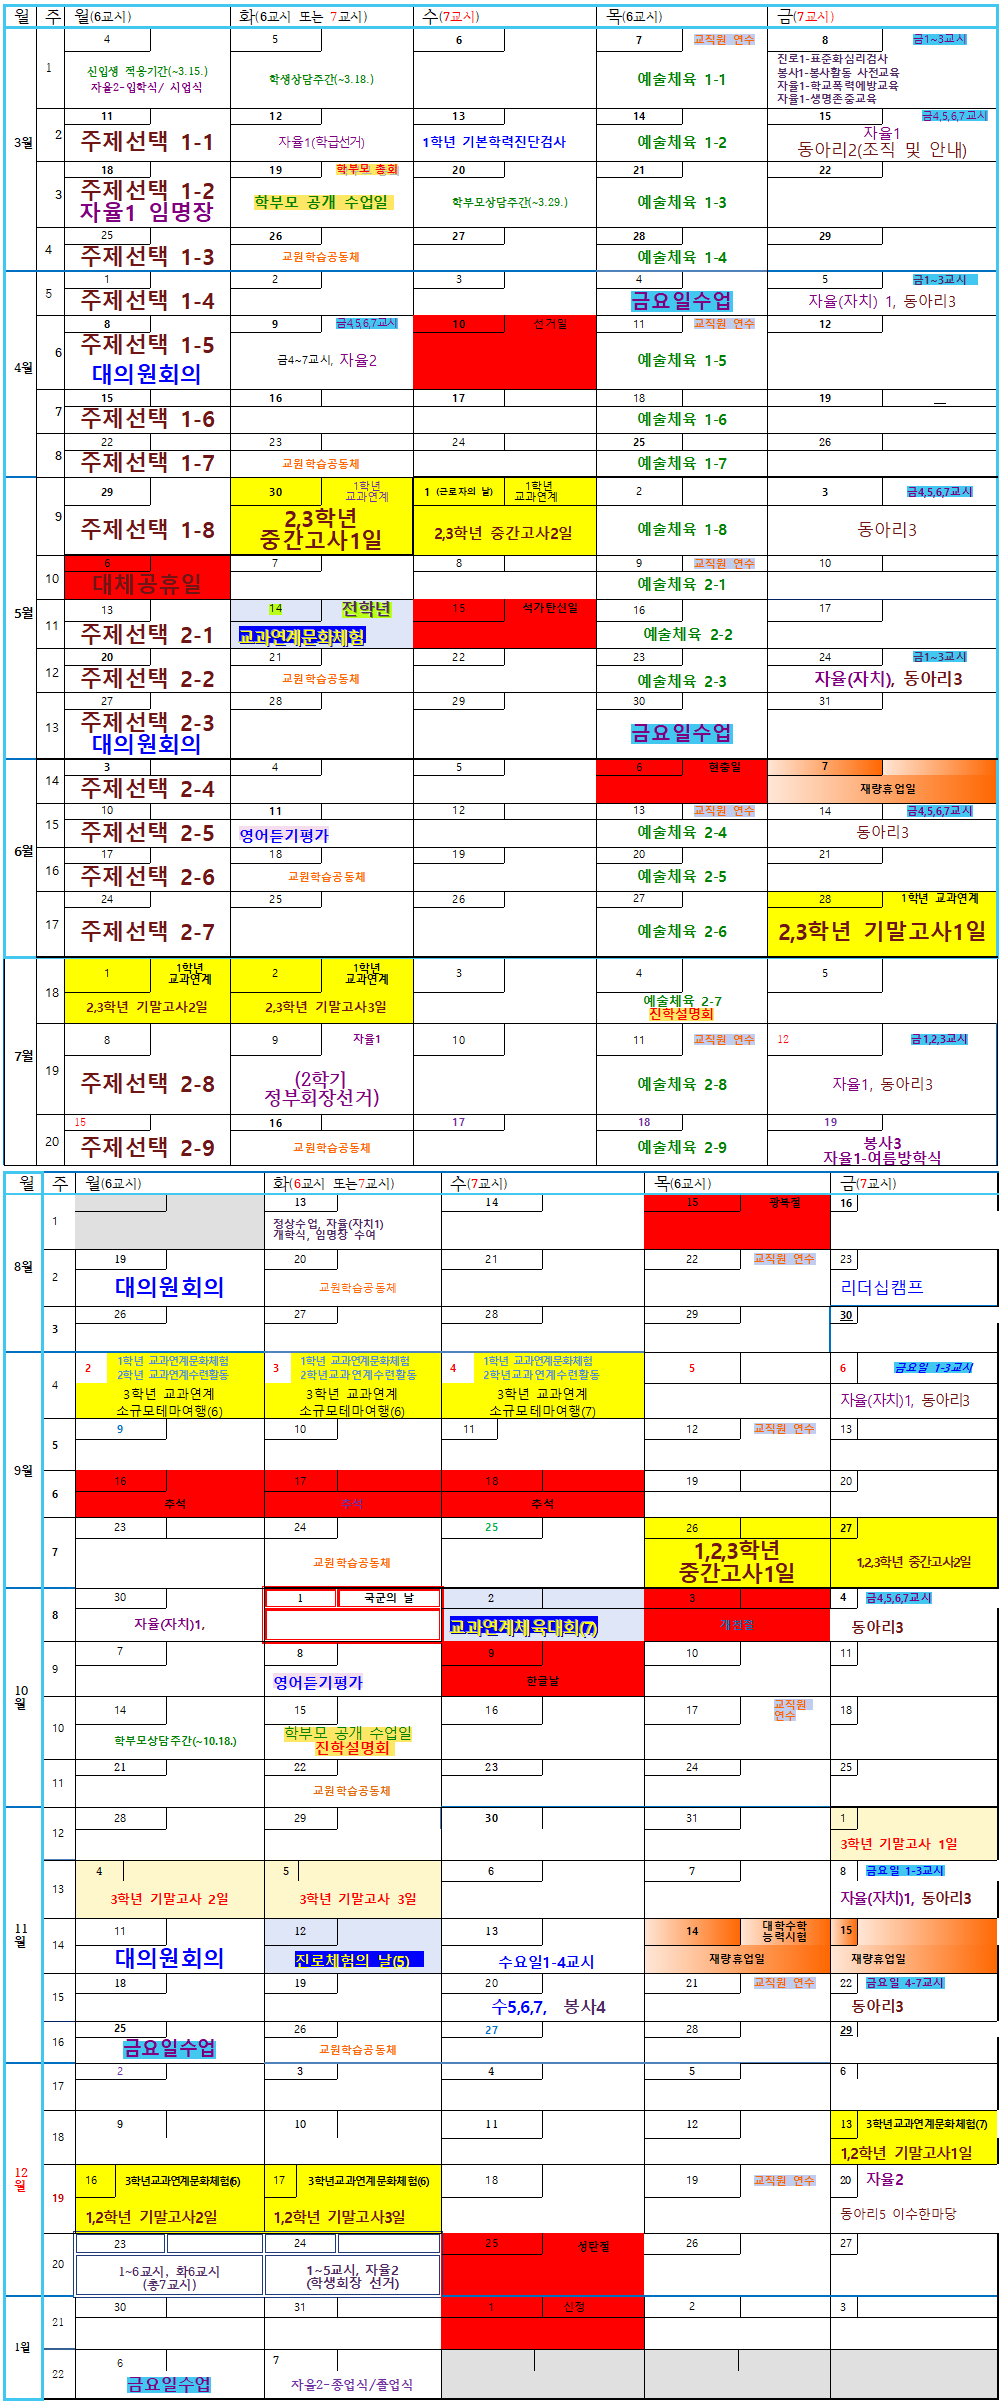 월 주 월(6교시) 화(6교시 또는 7교시) 수(7교시) 목(6교시) 금(7교시)
3월
1
4
신입생 적응기간(~3.15.)
자율2-입학식/ 시업식
5
학생상담주간(~3.18.)
6
7 교직원 연수
예술체육 1-1
8 금1~3교시
진로1-표준화심리검사
봉사1-봉사활동 사전교육
자율1-학교폭력예방교육
자율1-생명존중교육
2
11
주제선택 1-1
12
자율1(학급선거)
13
1학년 기본학력진단검사
14
예술체육 1-2
15 금4,5,6,7교시
자율1
동아리2(조직 및 안내)
3
18
주제선택 1-2
자율1 임명장
19 학부모 총회
학부모 공개 수업일
20
학부모상담주간(~3.29.)
21
예술체육 1-3
22
4
25
주제선택 1-3
26
교원학습공동체
27
28
예술체육 1-4
29
4월
5
1
주제선택 1-4
2
3
4
금요일수업
5 금1~3교시
자율(자치) 1, 동아리3
6
8
주제선택 1-5
대의원회의
9 금4,5,6,7교시
금4~7교시, 자율2
10 선거일
11 교직원 연수
예술체육 1-5
12
7
15
주제선택 1-6
16
17
18
예술체육 1-6
19
8
22
주제선택 1-7
23
교원학습공동체
24
25
예술체육 1-7
26
5월
9
29
주제선택 1-8
30 1학년
교과연계
2,3학년
중간고사1일
1 (근로자의 날) 1학년
교과연계
2,3학년 중간고사2일
2
예술체육 1-8
3 금4,5,6,7교시
동아리3
10
6
대체공휴일
7
8
9 교직원 연수
예술체육 2-1
10
11
13
주제선택 2-1
14 전학년
교과연계문화체험
15 석가탄신일
16
예술체육 2-2
17
12
20
주제선택 2-2
21
교원학습공동체
22
23
예술체육 2-3
24 금1~3교시
자율(자치), 동아리3
13
27
주제선택 2-3
대의원회의
28
29
30
금요일수업
31
6월
14
3
주제선택 2-4
4
5
6 현충일
7
재량휴업일
15
10
주제선택 2-5
11
영어듣기평가
12
13 교직원 연수
예술체육 2-4
14 금4,5,6,7교시
동아리3
16
17
주제선택 2-6
18
교원학습공동체
19
20
예술체육 2-5
21
17
24
주제선택 2-7
25
26
27
예술체육 2-6
28 1학년 교과연계
2,3학년 기말고사1일
7월
18
1 1학년
교과연계
2,3학년 기말고사2일
2 1학년
교과연계
2,3학년 기말고사3일
3
4
예술체육 2-7
진학설명회
5
19
8
주제선택 2-8
9 자율1
(2학기
정부회장선거)
10
11 교직원 연수
예술체육 2-8
12 금1,2,3교시
자율1, 동아리3
20
15
주제선택 2-9
16
교원학습공동체
17
18
예술체육 2-9
19
봉사3
자율1-여름방학식
월 주 월(6교시) 화(6교시 또는7교시) 수(7교시) 목(6교시) 금(7교시)
8월
1
13
정상수업, 자율(자치1)
개학식, 임명장 수여
14
15 광복절
16
2
19
대의원회의
20
교원학습공동체
21
22 교직원 연수
23
리더십캠프
3
26
27
28
29
30
9월
4
2 1학년 교과연계문화체험
2학년 교과연계수련활동
3학년 교과연계
소규모테마여행(6)
3 1학년 교과연계문화체험
2학년교과연계수련활동
3학년 교과연계
소규모테마여행(6)
4 1학년 교과연계문화체험
2학년교과연계수련활동
3학년 교과연계
소규모테마여행(7)
5
6 금요일 1-3교시
자율(자치)1, 동아리3
5
9
10
11
12 교직원 연수
13
6
16
추석
17
추석
18
추석
19
20
7
23
24
교원학습공동체
25
26
1,2,3학년
중간고사1일
27
1,2,3학년 중간고사2일
10
월
8
30
자율(자치)1,
1 국군의 날
2
교과연계체육대회(7)
3
개천절
4 금4,5,6,7교시
동아리3
9
7
8
영어듣기평가
9
한글날
10
11
10
14
학부모상담주간(~10.18.)
15
학부모 공개 수업일
진학설명회
16
17 교직원
연수
18
11
21
22
교원학습공동체
23
24
25
11
월
12
28
29
30
31
1
3학년 기말고사 1일
13
4
3학년 기말고사 2일
5
3학년 기말고사 3일
6
7
8 금요일 1-3교시
자율(자치)1, 동아리3
14
11
대의원회의
12
진로체험의 날(5)
13
수요일1-4교시
14 대학수학
능력시험
재량휴업일
15
재량휴업일
15
18
19
20
수5,6,7, 봉사4
21 교직원 연수
22 금요일 4-7교시
동아리3
16
25
금요일수업
26
교원학습공동체
27
28
29
12
월
17
2
3
4
5
6
18
9
10
11
12
13 3학년교과연계문화체험(7)
1,2학년 기말고사1일
19
16 3학년교과연계문화체험(6)
1,2학년 기말고사2일
17 3학년교과연계문화체험(6)
1,2학년 기말고사3일
18
19 교직원 연수
20 자율2
동아리5 이수한마당
20
23
1~6교시, 화6교시
(총7교시)
24
1~5교시, 자율2
(학생회장 선거)
25 성탄절
26
27
1월
21
30
31
1 신정
2
3
22
6
금요일수업
7
자율2-종업식/졸업식